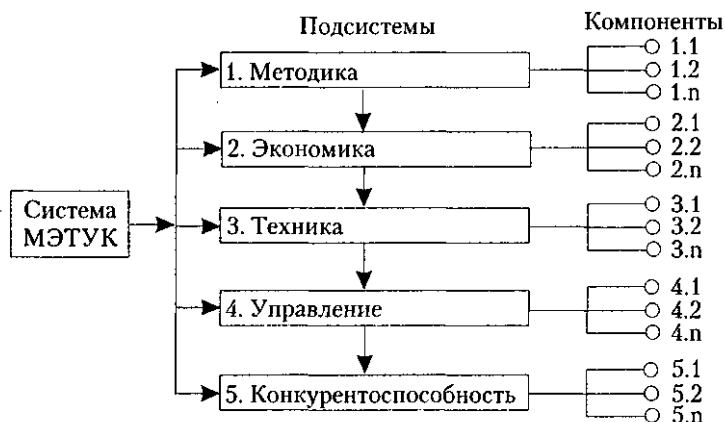 Подсистемы
Компоненты
Система
МЭТУК
1. Методика
1.1
1.2
1.n
2. Экономика
2.1
2.2
2.n
3. Техника
3.1
3.2
3.n
4. Управление
4.1
4.2
4.n
5. Конкурентоспособность
5.1
5.2
5.n